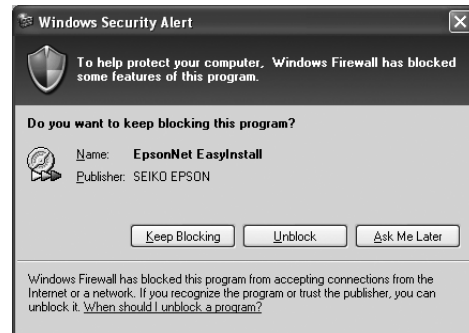 Windows Security Alert
To help protect your computer, Windows Firewall has blocked
some features of this program.
Do you want to keep blocking this program?
Name: EpsonNet EasyInstall
Publisher: SEIKO EPSON
Keep Blocking Unblock Ask Me Later
Windows Firewall has blocked this program from accepting connections from the
Internet or a network. If you recognize the program or trust the publisher, you can
unblock it. When should I unblock a program?